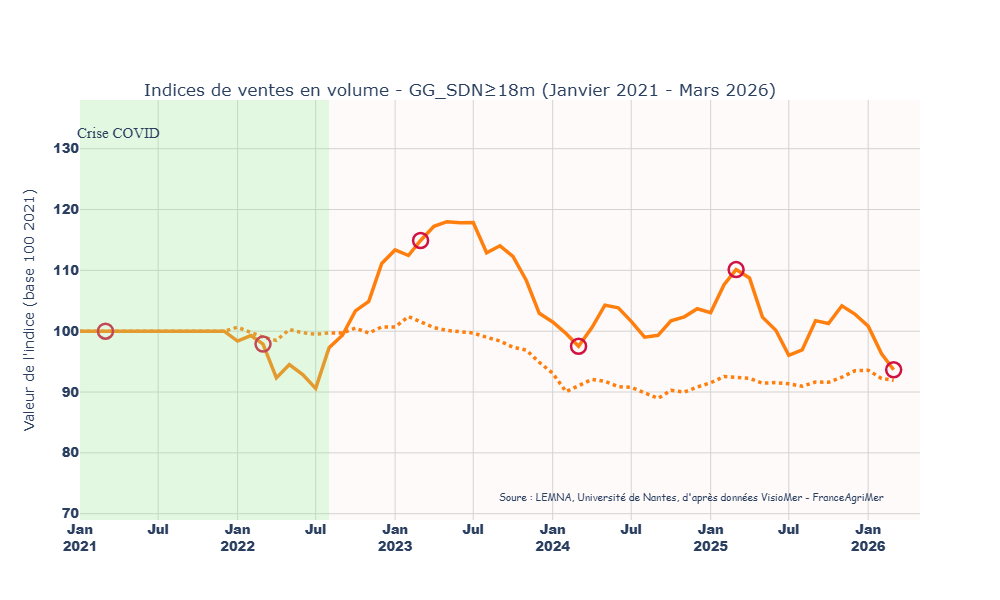 Indices de ventes en volume - GG_SDN≥18m (Janvier 2021 - Mars 2026)
Crise COVID
130
120
110
100
90
80
70
Valeur de l'indice (base 100 2021)
Soure : LEMNA, Université de Nantes, d'après données VisioMer - FranceAgriMer
Jan Jul Jan Jul Jan Jul Jan Jul Jan Jul Jan
2021 2022 2023 2024 2025 2026